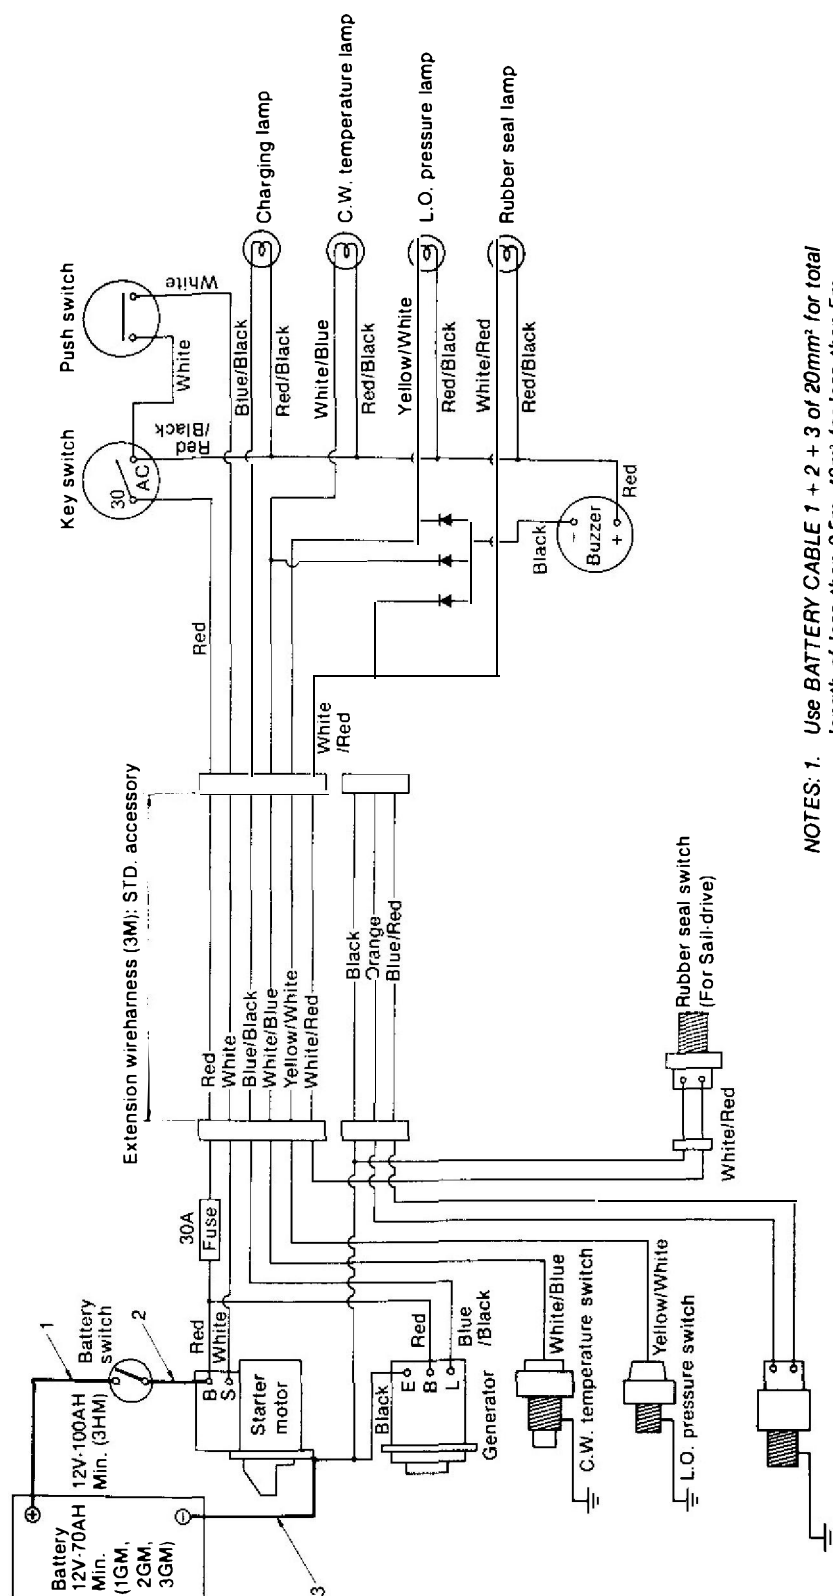 Push switch
Key switch
30
AC
White
White
Red
/Black
Charging lamp
C.W. temperature lamp
L.O. pressure lamp
Rubber seal lamp
Blue/Black
Red/Black
White/Blue
Red/Black
Yellow/White
Red/Black
White/Red
Red/Black
Red
Black
-
Buzzer
+
Red
White
/Red
Extension wireharness (3M): STD. accessory
Red
White
Blue/Black
White/Blue
Yellow/White
White/Red
Black
Orange
Blue/Red
Rubber seal switch
(For Sail-drive)
White/Red
30A
Fuse
1
Battery
switch
2
Red
White
B
S
Starter
motor
Battery
12V-70AH
Min.
(1GM,
2GM,
3GM)
12V-100AH
Min. (3HM)
+
-
3
Black
Red
Blue
/Black
E
B
L
Generator
White/Blue
C.W. temperature switch
Yellow/White
L.O. pressure switch
NOTES: 1. Use BATTERY CABLE 1 + 2 + 3 of 20mm² for total